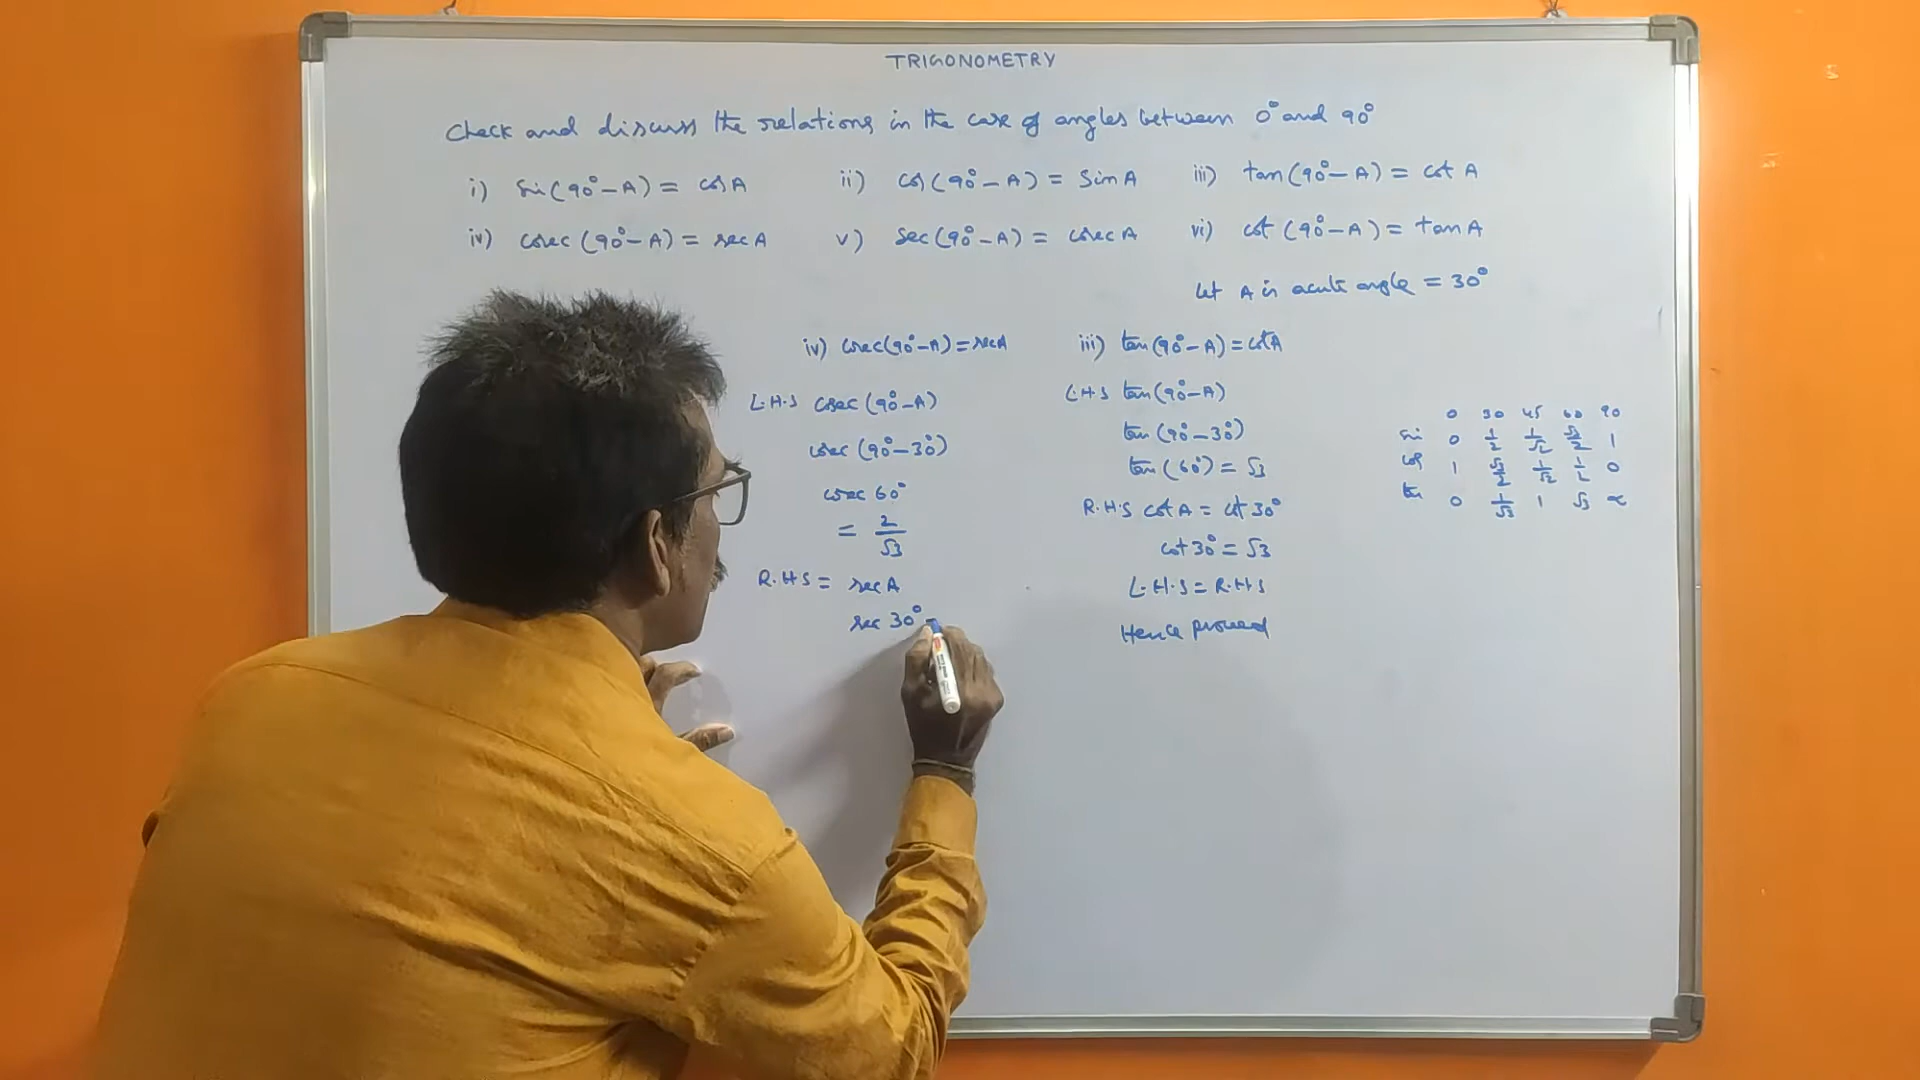 TRIGONOMETRY
Check and discuss the relations in the case of angles between 0° and 90°
i) Sin(90°-A) = cosA ii) cos(90°-A) = SinA iii) tan(90°-A) = cot A
iv) cosec(90°-A) = secA v) Sec(90°-A) = cosecA vi) cot(90°-A) = tanA
Let A is acute angle = 30°
iv) cosec(90°-A)=secA
L.H.S cosec(90°-A)
cosec(90°-30°)
cosec 60°
= 2/√3
R.H.S = sec A
sec 30° =
iii) tan(90°-A)=cotA
L.H.S tan(90°-A)
tan(90°-30°)
tan(60°) = √3
R.H.S cot A = cot 30°
cot 30° = √3
L.H.S = R.H.S
Hence proved
0 30 45 60 90
sin 0 1/2 1/√2 √3/2 1
cos 1 √3/2 1/√2 1/2 0
tan 0 1/√3 1 √3 ∝